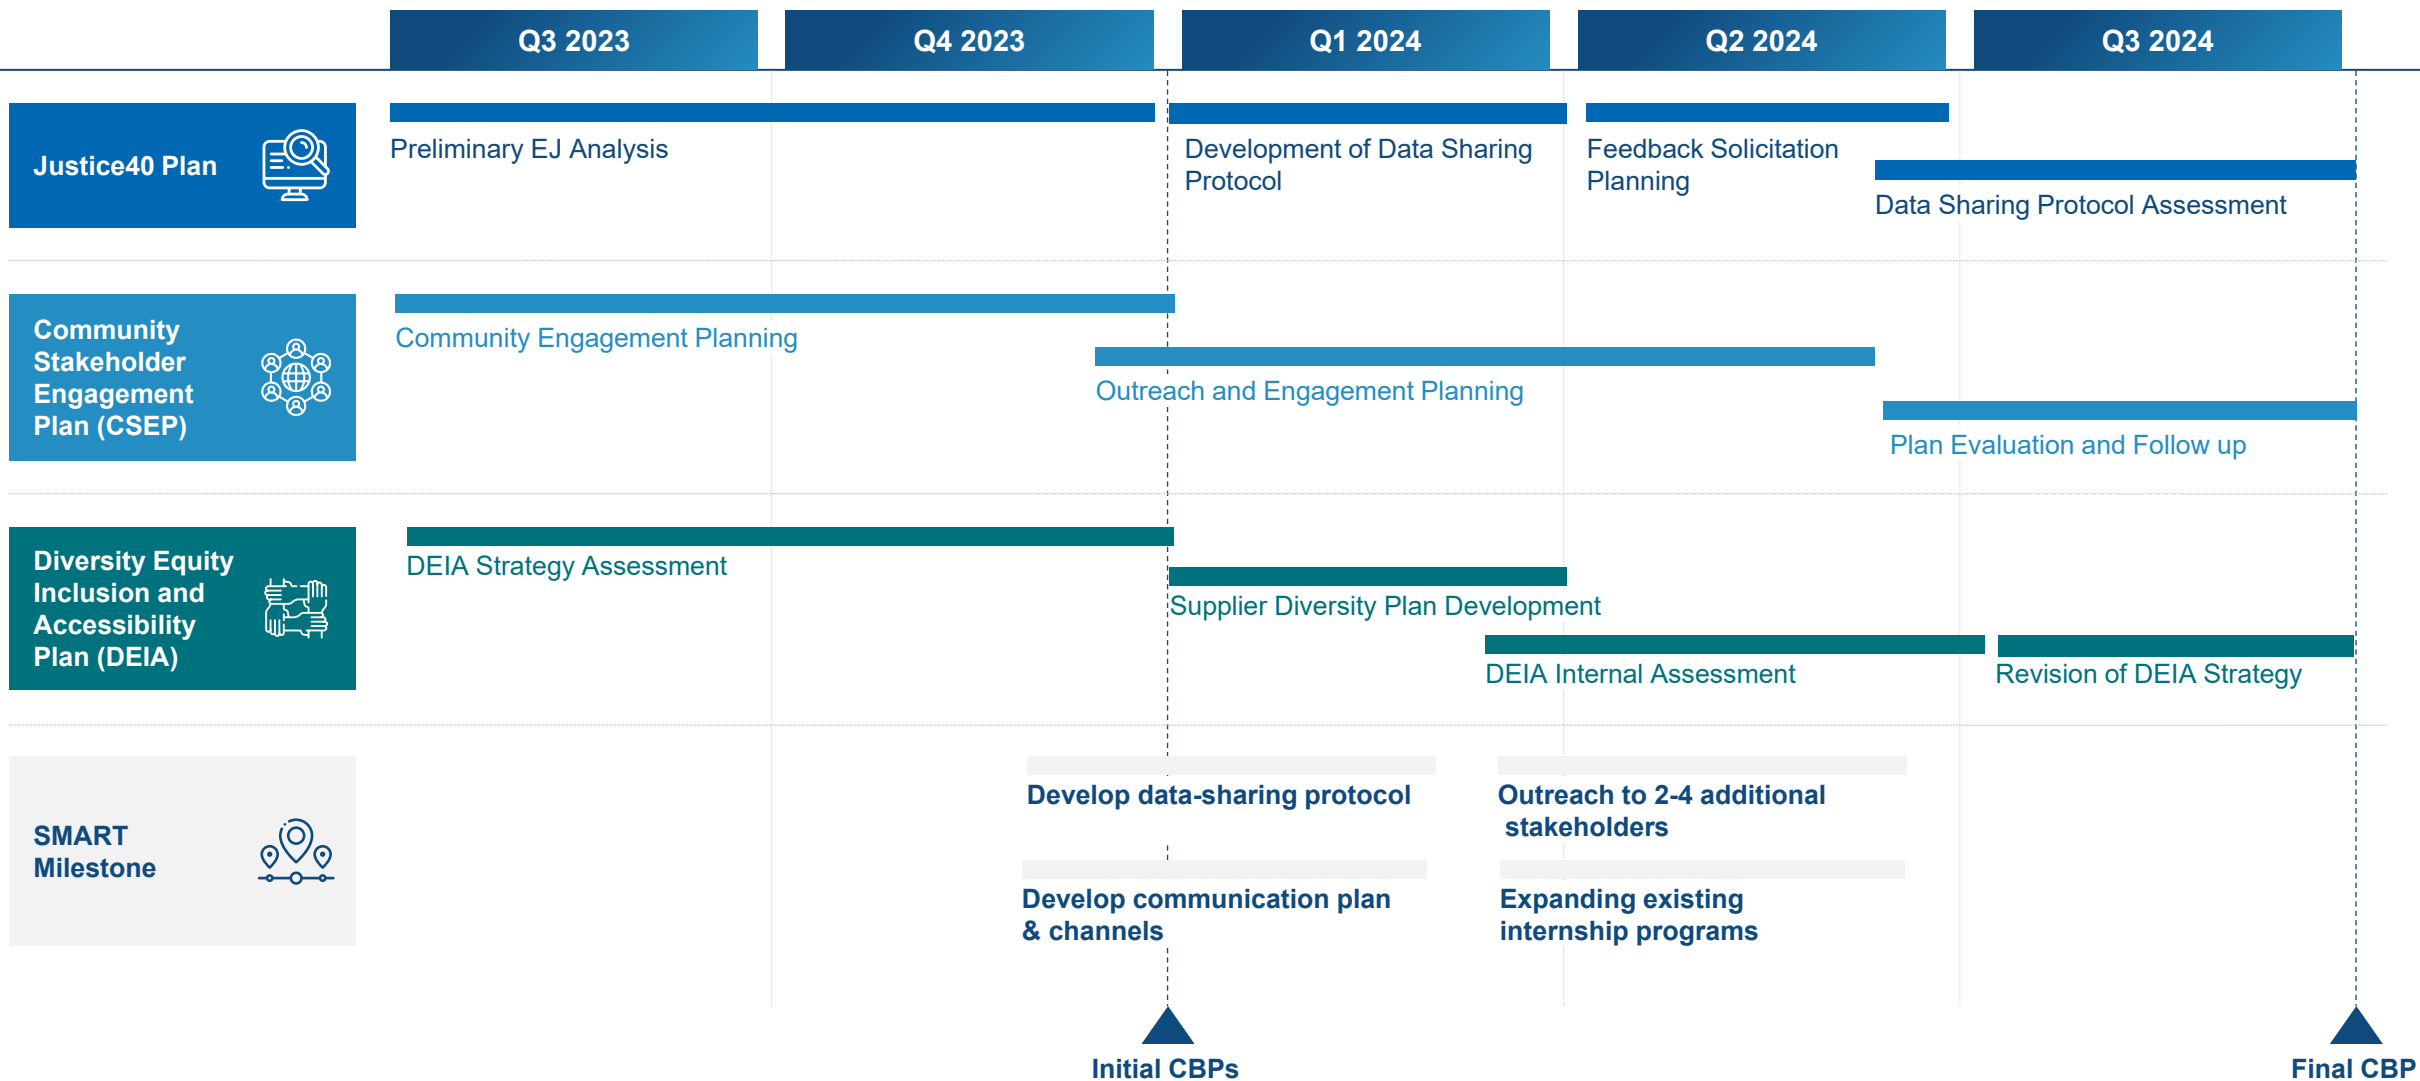 Q3 2023
Q4 2023
Q1 2024
Q2 2024
Q3 2024
Justice40 Plan
Preliminary EJ Analysis
Development of Data Sharing
Protocol
Feedback Solicitation
Planning
Data Sharing Protocol Assessment
Community
Stakeholder
Engagement
Plan (CSEP)
Community Engagement Planning
Outreach and Engagement Planning
Plan Evaluation and Follow up
Diversity Equity
Inclusion and
Accessibility
Plan (DEIA)
DEIA Strategy Assessment
Supplier Diversity Plan Development
DEIA Internal Assessment
Revision of DEIA Strategy
SMART
Milestone
Develop data-sharing protocol
Outreach to 2-4 additional
stakeholders
Develop communication plan
& channels
Expanding existing
internship programs
Initial CBPs
Final CBP